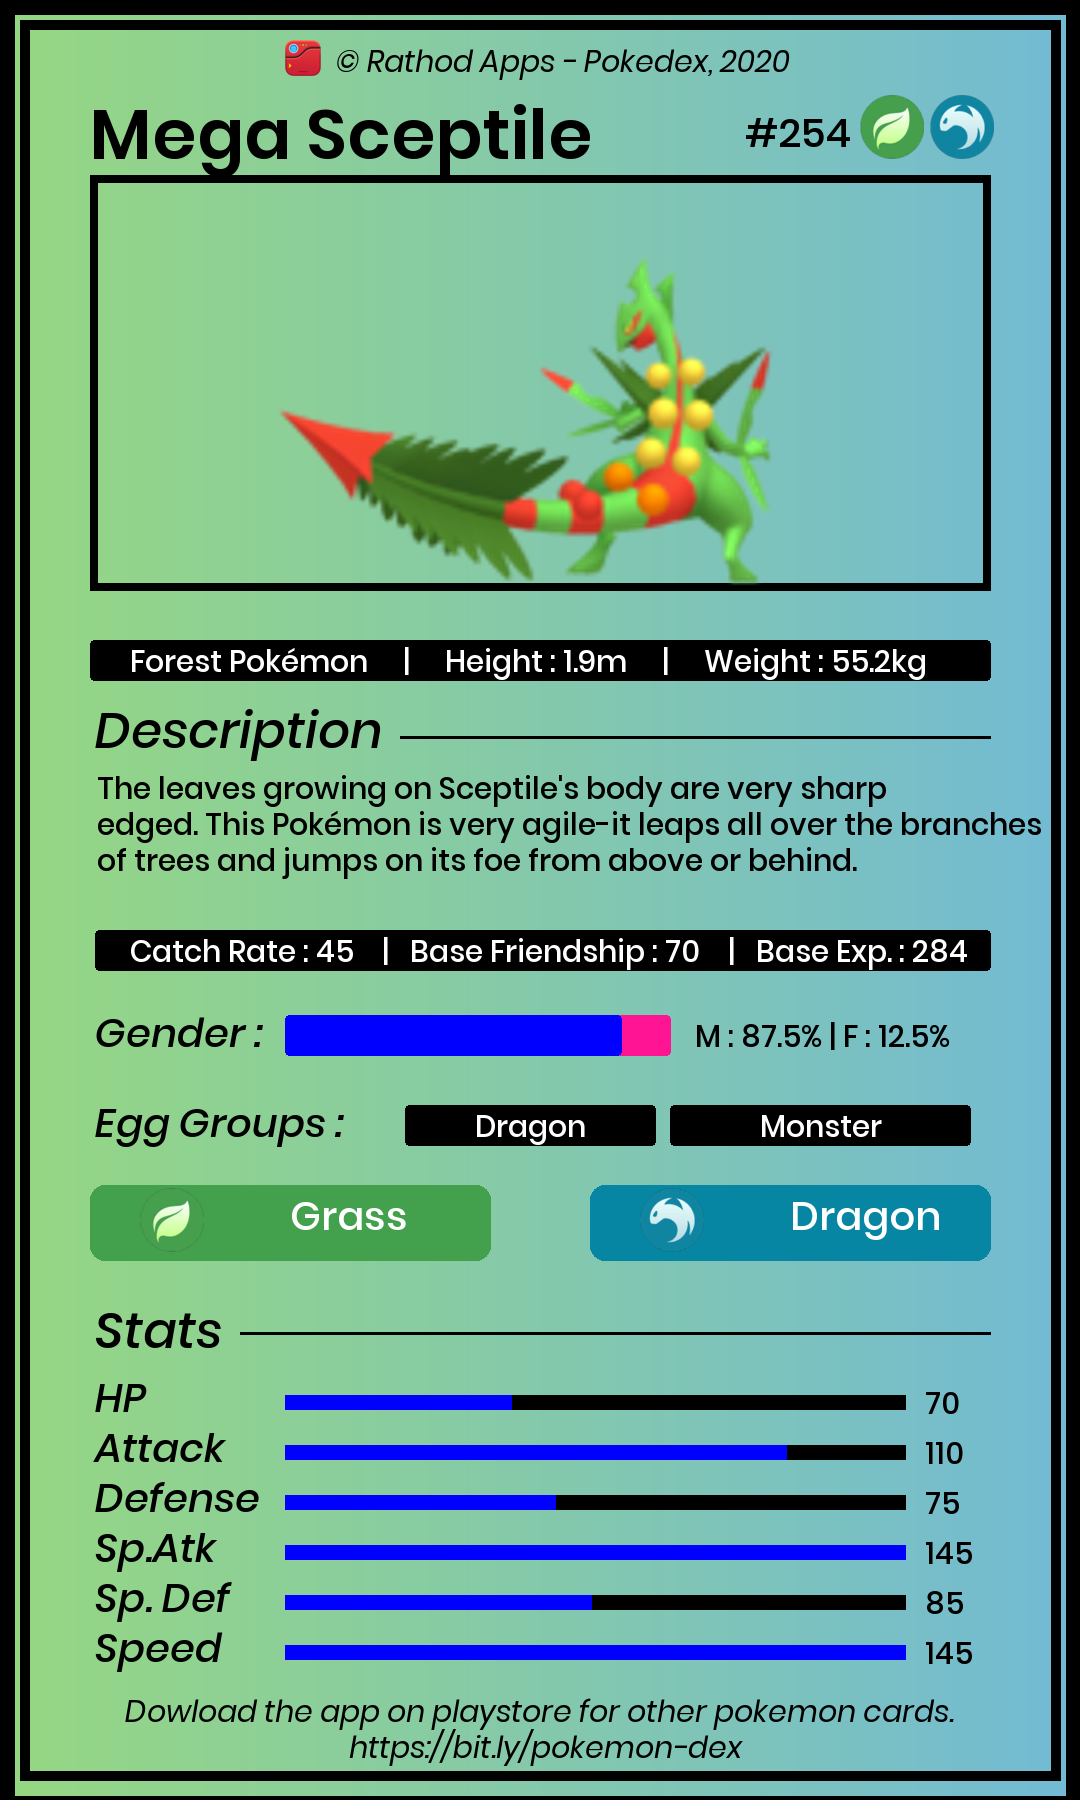 © Rathod Apps - Pokedex, 2020
Mega Sceptile #254
Forest Pokémon | Height : 1.9m | Weight : 55.2kg
Description
The leaves growing on Sceptile's body are very sharp
edged. This Pokémon is very agile-it leaps all over the branches
of trees and jumps on its foe from above or behind.
Catch Rate : 45 | Base Friendship : 70 | Base Exp. : 284
Gender : M : 87.5% | F : 12.5%
Egg Groups : Dragon Monster
Grass Dragon
Stats
HP 70
Attack 110
Defense 75
Sp.Atk 145
Sp. Def 85
Speed 145
Dowload the app on playstore for other pokemon cards.
https://bit.ly/pokemon-dex